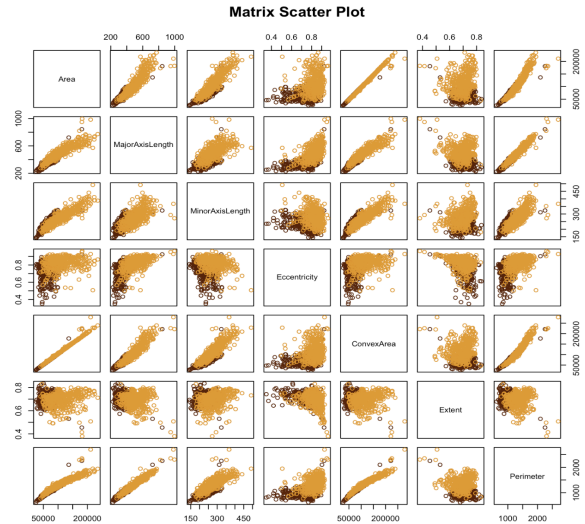 Matrix Scatter Plot
200 600 1000
0.4 0.6 0.8
0.4 0.6 0.8
Area
50000 200000
200 600 1000
MajorAxisLength
MinorAxisLength
150 300 450
0.4 0.6 0.8
Eccentricity
ConvexArea
50000 200000
0.4 0.6 0.8
Extent
Perimeter
1000 2000
50000 200000
150 300 450
50000 200000
1000 2000